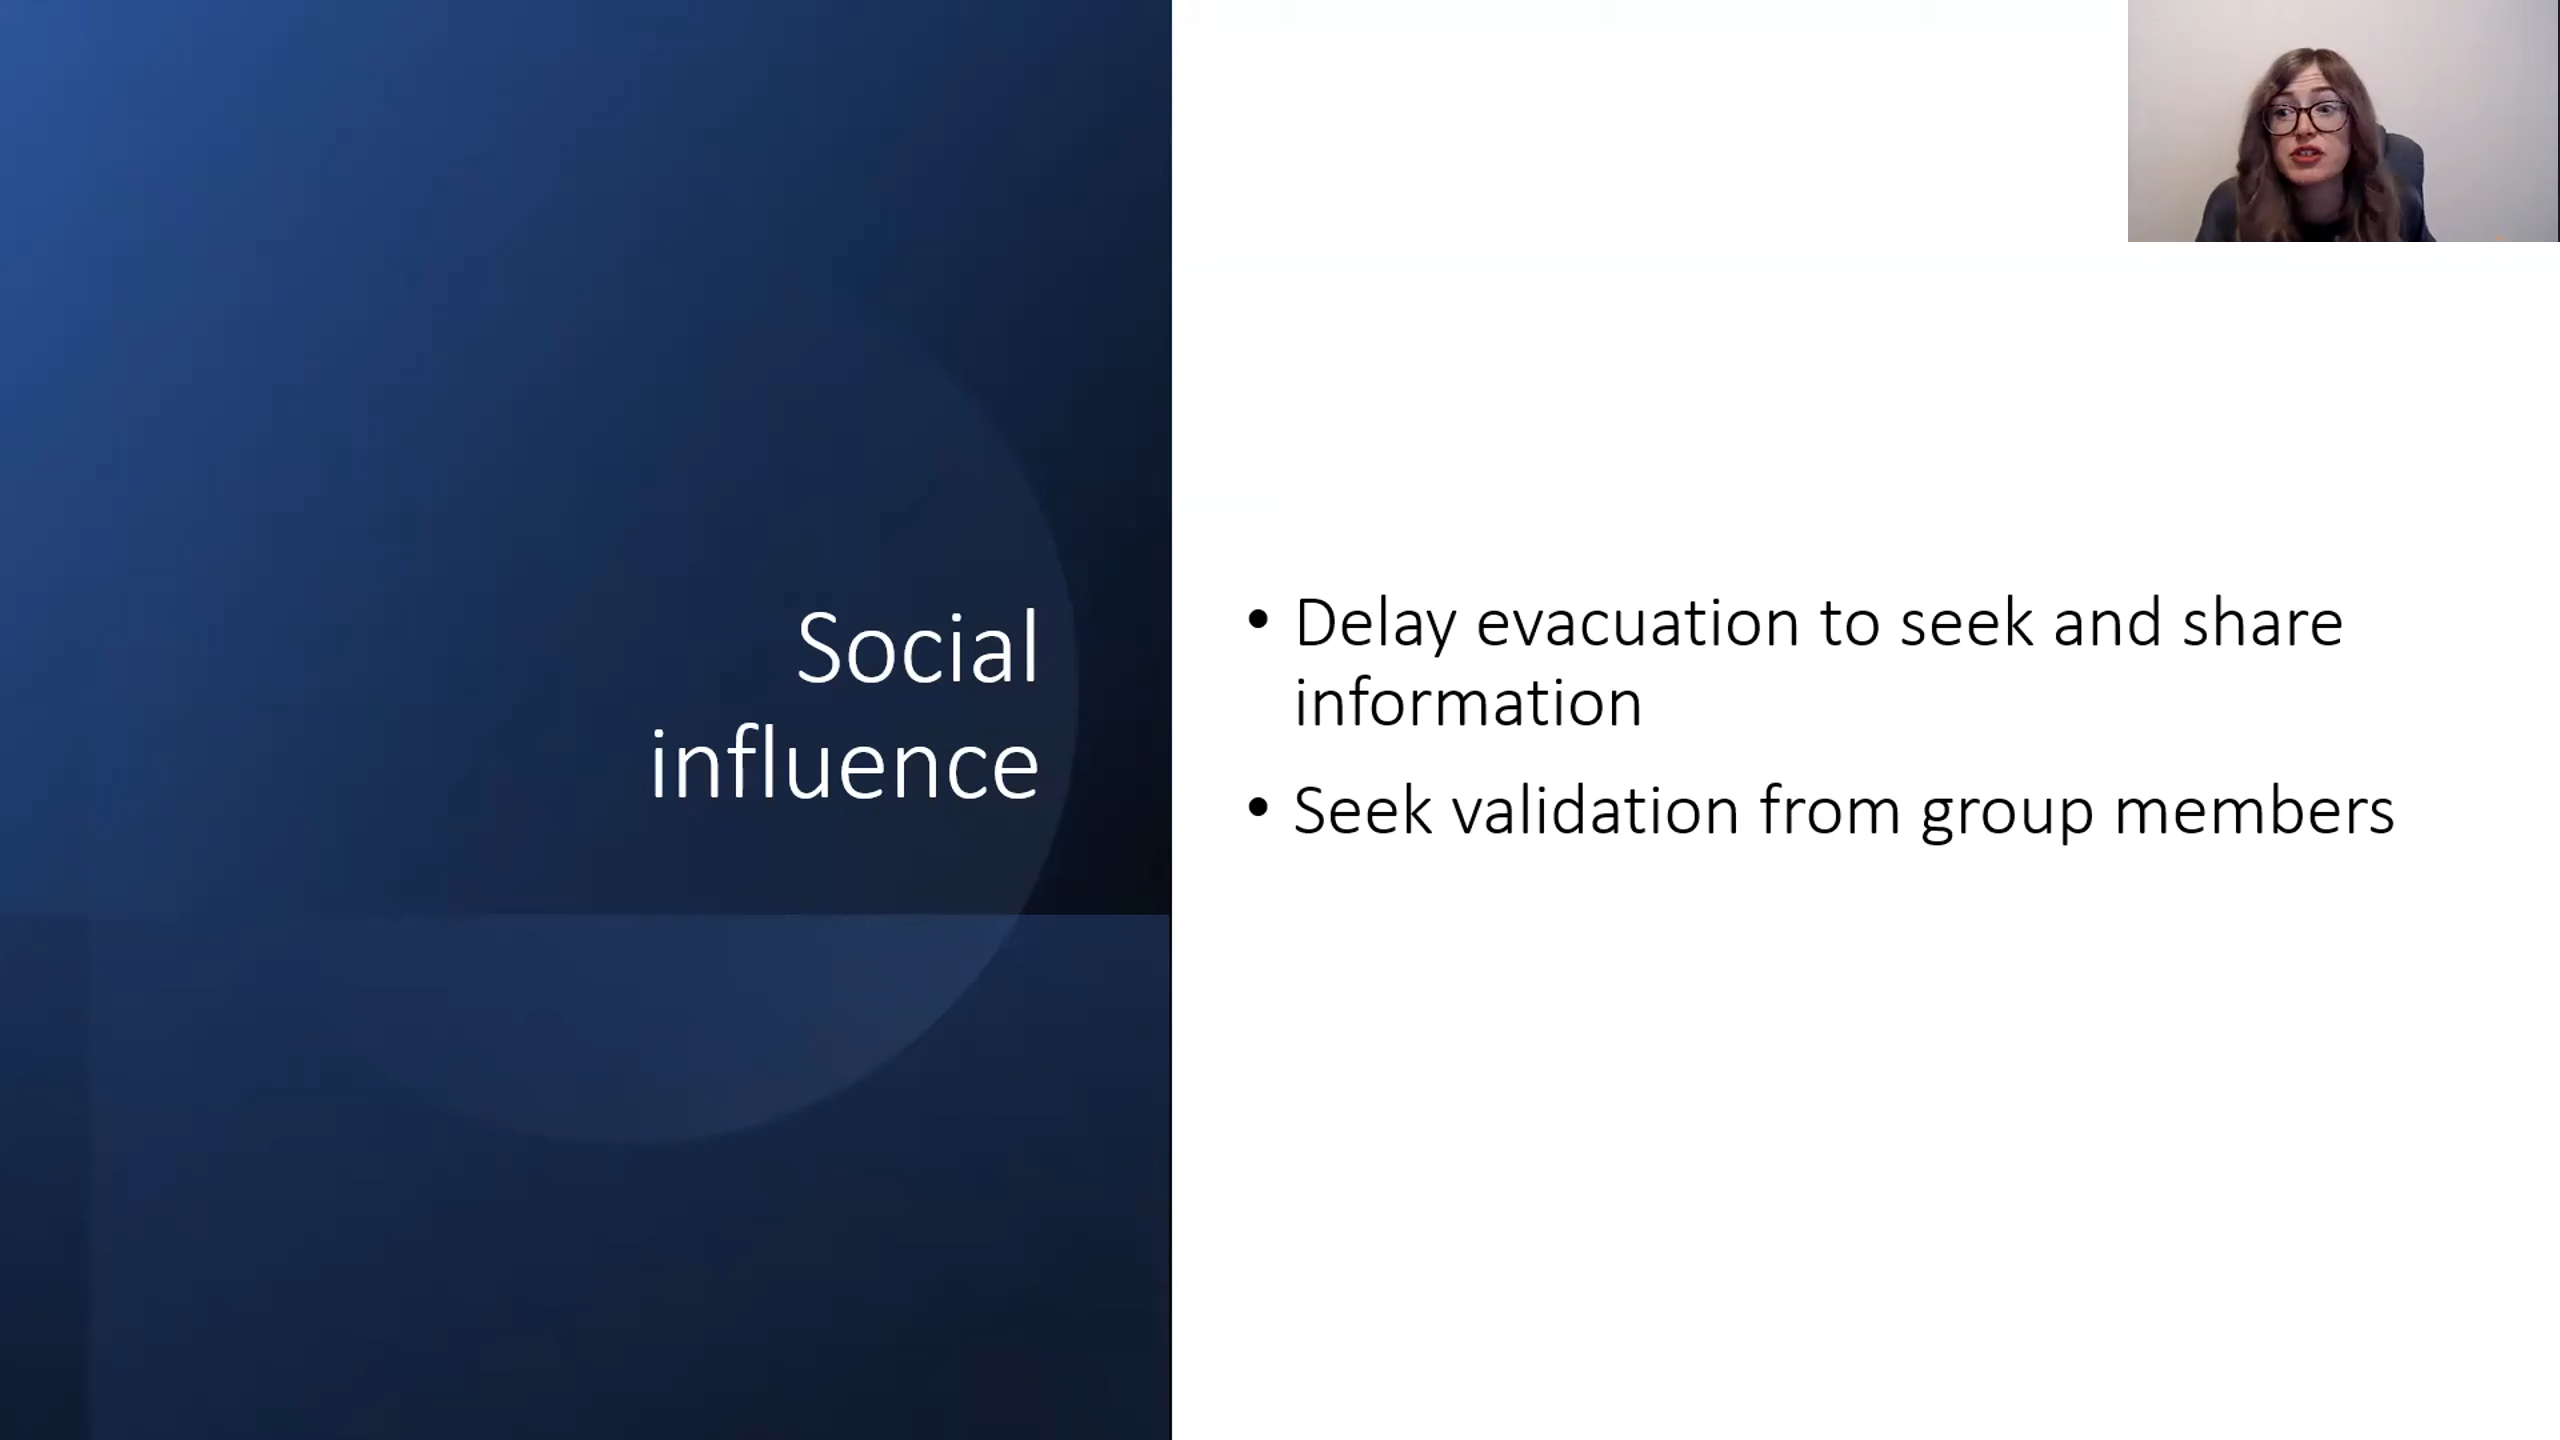 Social
influence
• Delay evacuation to seek and share
information
• Seek validation from group members